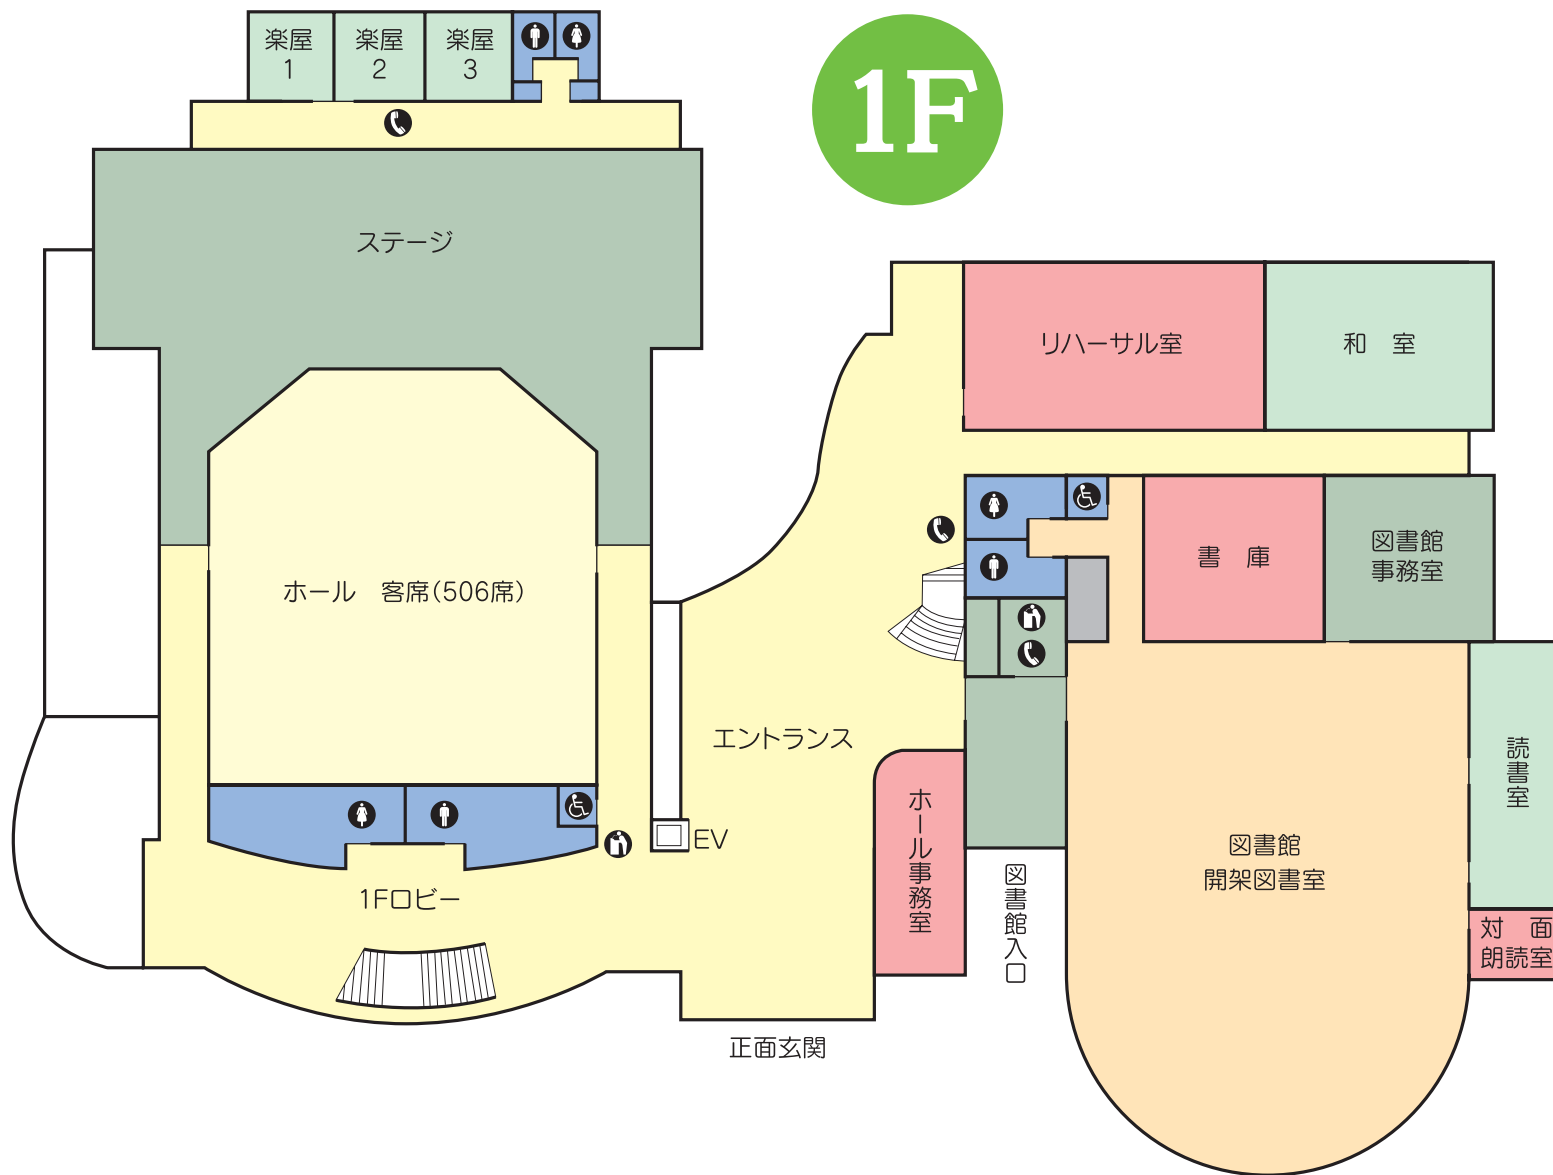 楽屋
1
楽屋
2
楽屋
3
1F
ステージ
リハーサル室
和 室
書 庫
図書館
事務室
ホール 客席(506席)
エントランス
読書室
ホール事務室
EV
図書館
開架図書室
1Fロビー
図書館入口
対 面
朗読室
正面玄関